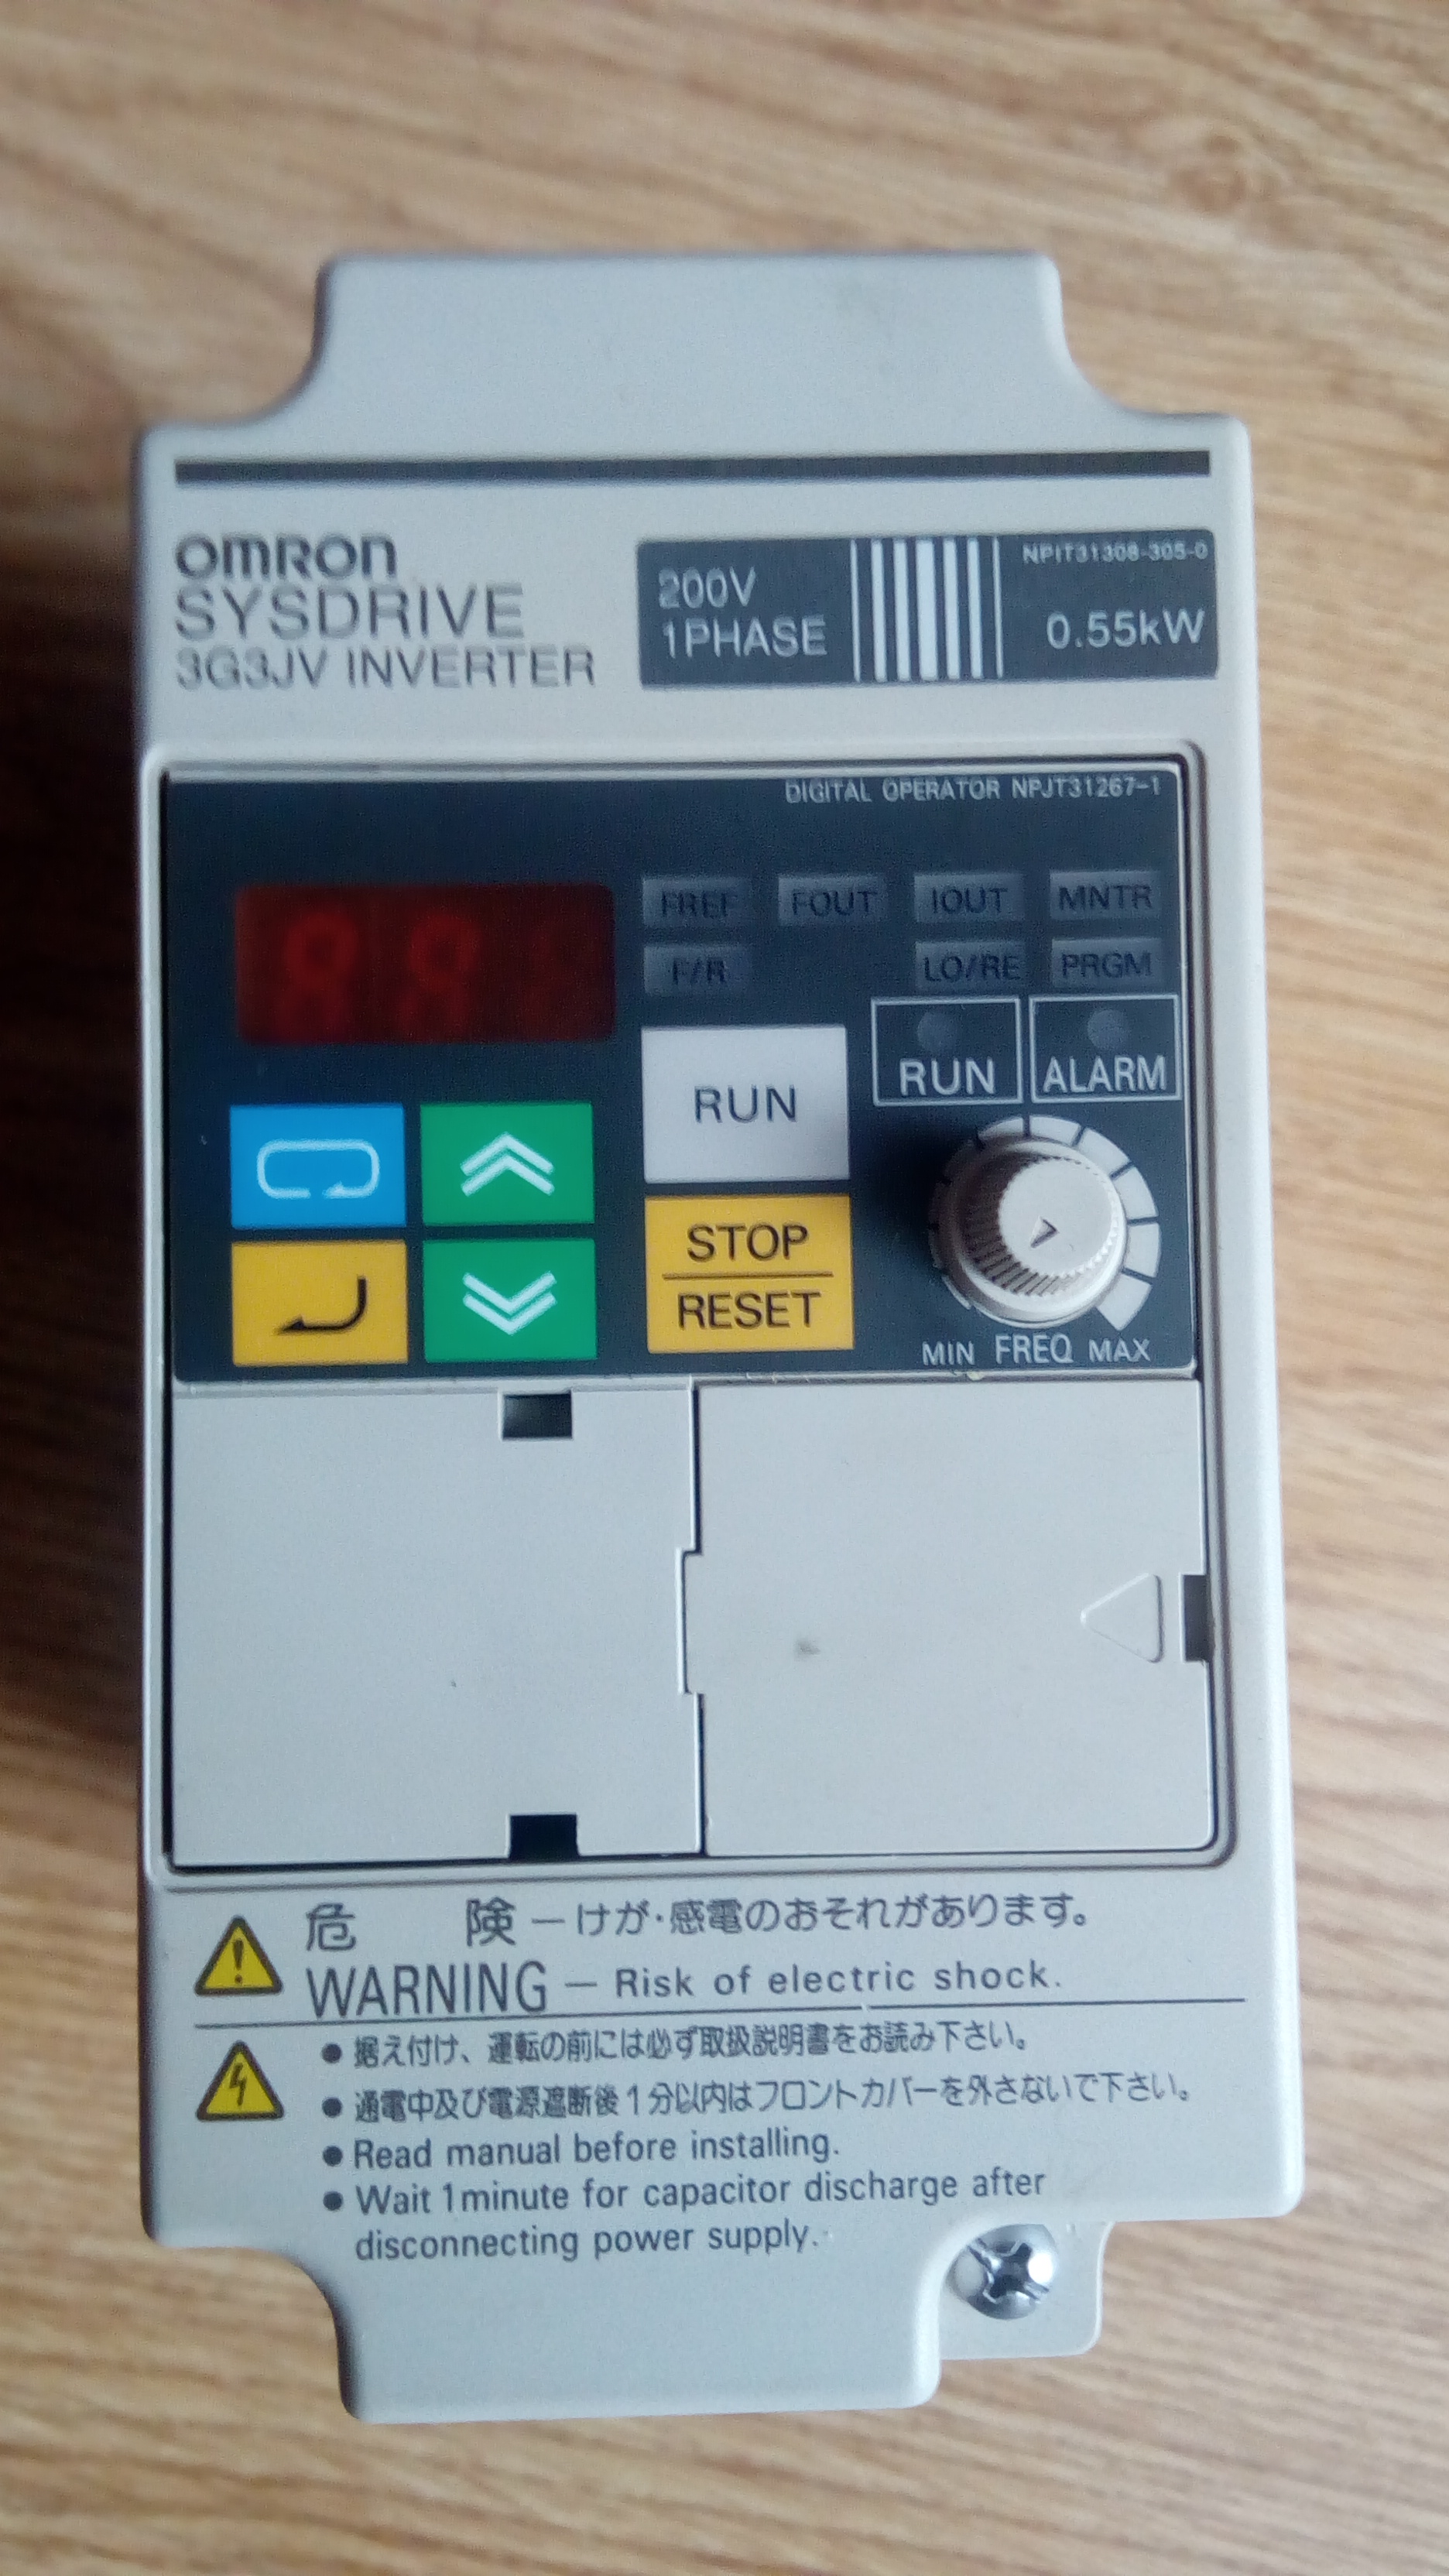 OMRON
SYSDRIVE
3G3JV INVERTER
200V
1PHASE
NPIT31308-305-0
0.55kW
DIGITAL OPERATOR NPJT31267-1
FREF FOUT IOUT MNTR
F/R LO/RE PRGM
RUN ALARM
RUN
STOP
RESET
MIN FREQ MAX
危 険 ー けが・感電のおそれがあります。
WARNING — Risk of electric shock.
● 据え付け、運転の前には必ず取扱説明書をお読み下さい。
● 通電中及び電源遮断後1分以内はフロントカバーを外さないで下さい。
● Read manual before installing.
● Wait 1minute for capacitor discharge after
disconnecting power supply.